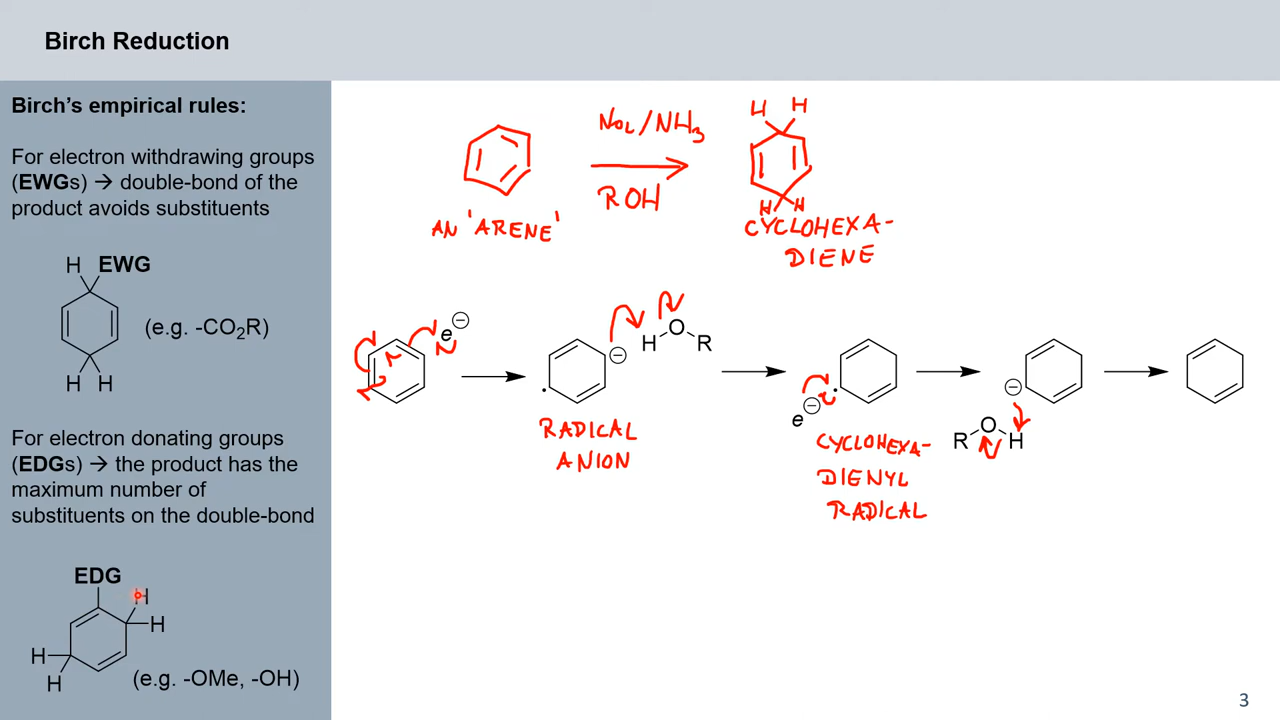 Birch Reduction
Birch's empirical rules:
For electron withdrawing groups
(EWGs) → double-bond of the
product avoids substituents
H EWG
(e.g. -CO2R)
H H
For electron donating groups
(EDGs) → the product has the
maximum number of
substituents on the double-bond
EDG
H
H
H
H
(e.g. -OMe, -OH)
/NH3
ROH
AN 'ARENE'
H H
H H
CYCLOHEXA-
DIENE
e
H O R
RADICAL
ANION
e
CYCLOHEXA-
DIENYL
RADICAL
R O H
3